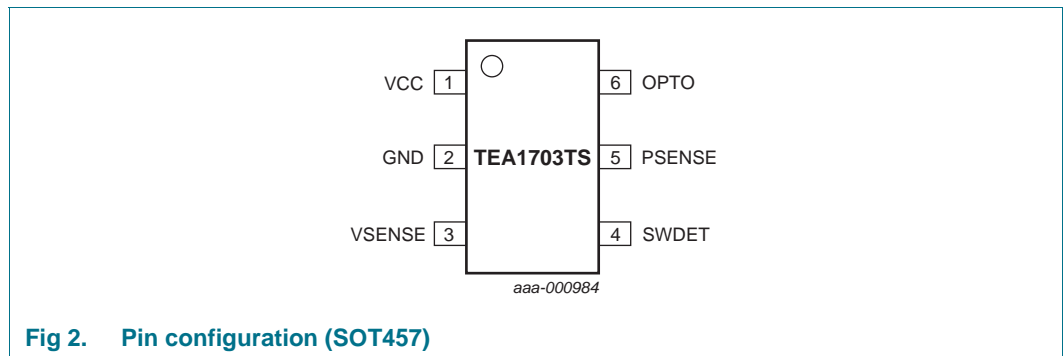 VCC 1 6 OPTO
GND 2 TEA1703TS 5 PSENSE
VSENSE 3 4 SWDET
aaa-000984
Fig 2. Pin configuration (SOT457)